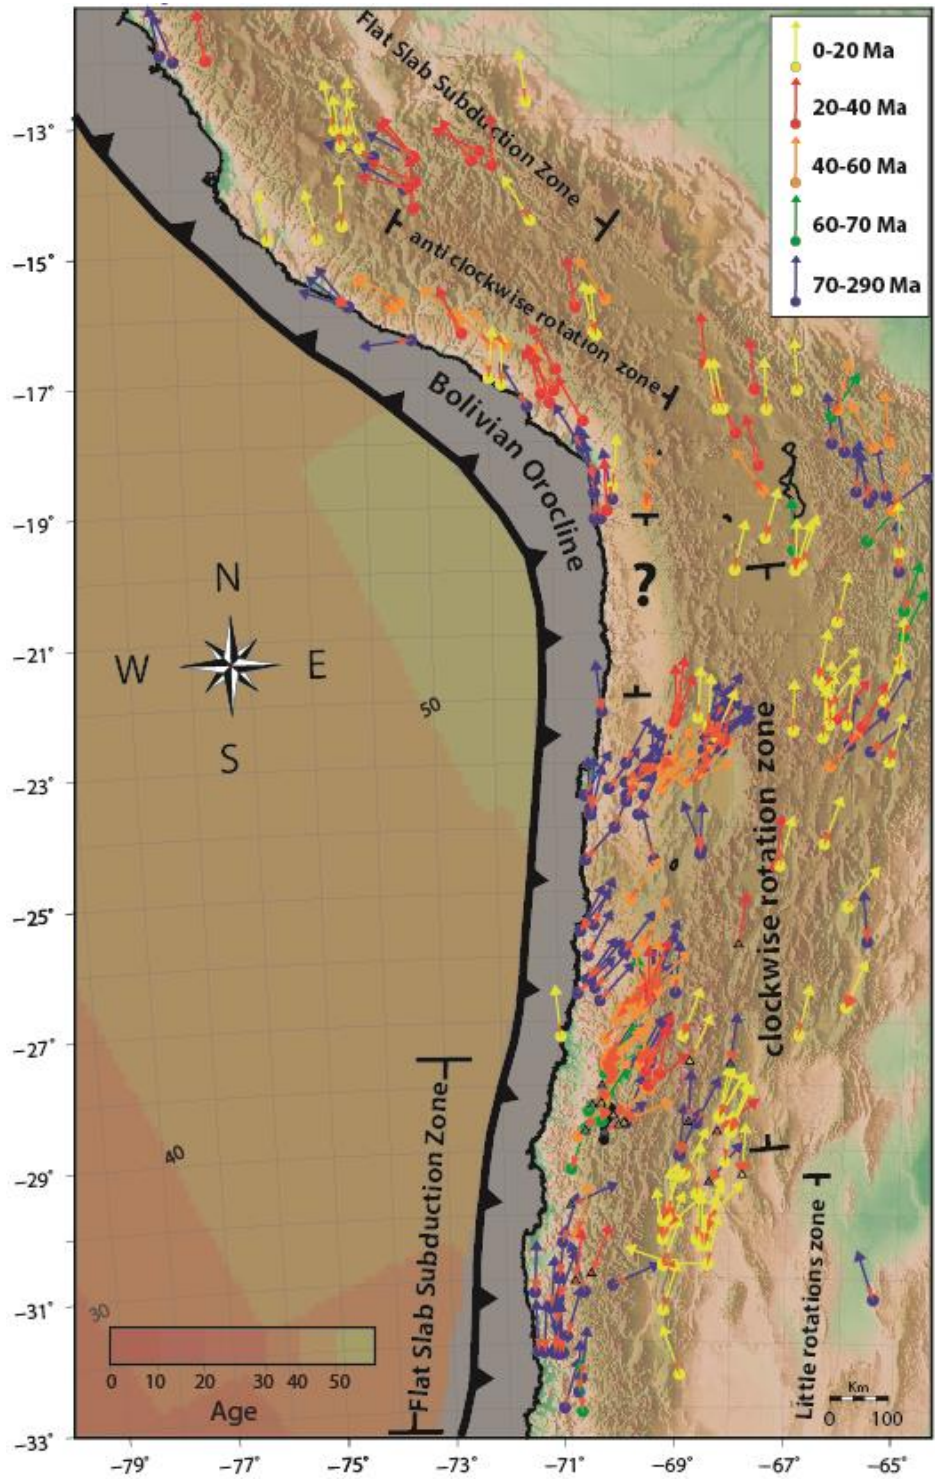 0-20 Ma
20-40 Ma
40-60 Ma
60-70 Ma
70-290 Ma
Flat Slab Subduction Zone
anti clockwise rotation zone
Bolivian Orocline
?
N
W
E
S
50
clockwise rotation zone
40
Flat Slab Subduction Zone
Little rotations zone
30
0 10 20 30 40 50
Age
Km
0 100
−13°
−15°
−17°
−19°
−21°
−23°
−25°
−27°
−29°
−31°
−33°
−79° −77° −75° −73° −71° −69° −67° −65°